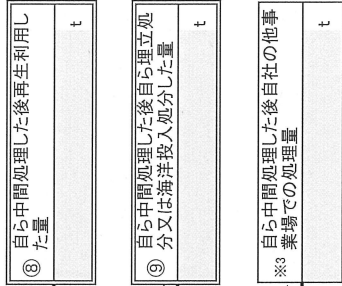 ⑧ 自ら中間処理した後再生利用し
た量
t
⑨ 自ら中間処理した後自ら埋立処
分又は海洋投入処分した量
t
※3 自ら中間処理した後自社の他事
業場での処理量
t